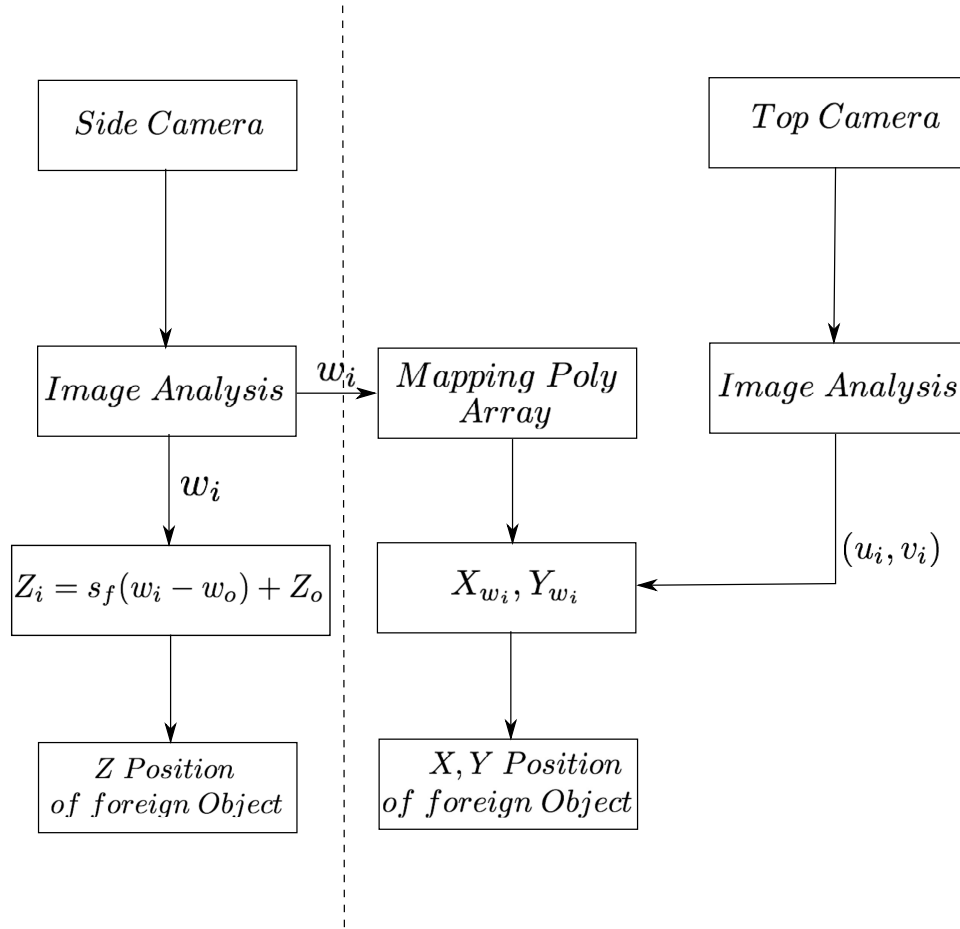 Side Camera
Top Camera
Image Analysis
w_i
Mapping Poly
Array
Image Analysis
w_i
(u_i, v_i)
Z_i = s_f(w_i − w_o) + Z_o
X_{w_i}, Y_{w_i}
Z Position
of foreign Object
X, Y Position
of foreign Object